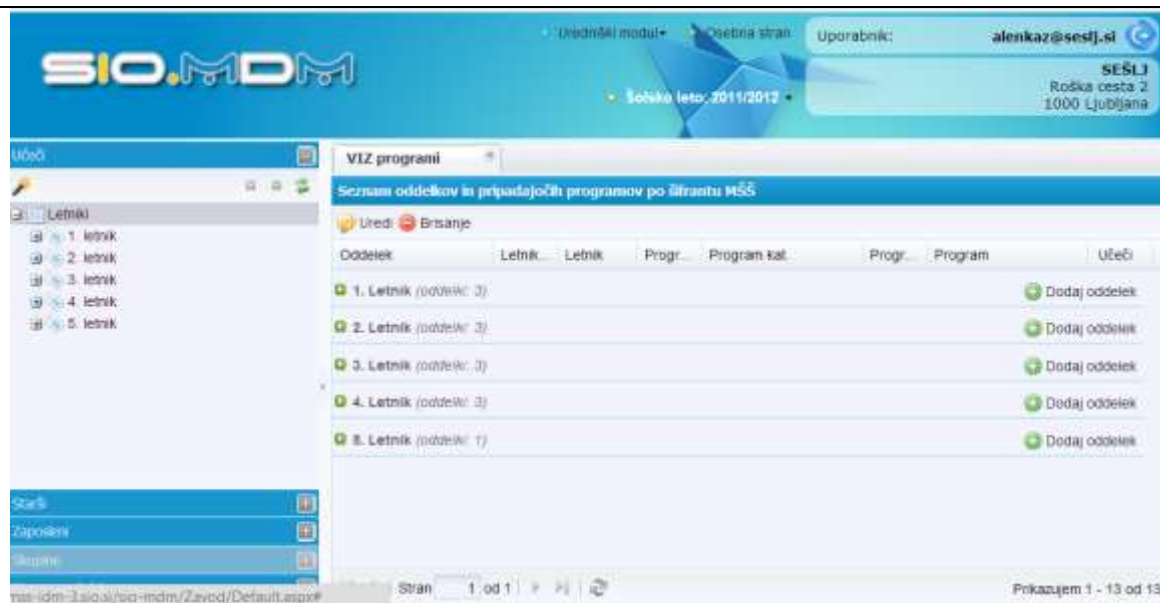 SIO.MDM
Uredniški modul
Osebna stran
Uporabnik: alenkaz@seslj.si
SEŠLJ
Roška cesta 2
1000 Ljubljana
Šolsko leto: 2011/2012
Učeči
Letniki
1. letnik
2. letnik
3. letnik
4. letnik
5. letnik
Starši
Zaposleni
Skupine
VIZ programi
Seznam oddelkov in pripadajočih programov po šifrantu MŠŠ
Uredi Brisanje
Oddelek Letnik... Letnik Progr... Program kat. Progr... Program Učeči
1. Letnik (oddelki: 3) Dodaj oddelek
2. Letnik (oddelki: 3) Dodaj oddelek
3. Letnik (oddelki: 3) Dodaj oddelek
4. Letnik (oddelki: 3) Dodaj oddelek
Letnik (oddelki: 1) Dodaj oddelek
Stran 1 od 1
Prikazujem 1 - 13 od 13